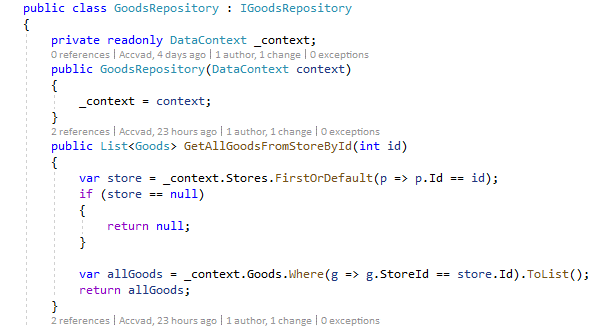 public class GoodsRepository : IGoodsRepository
{
private readonly DataContext _context;
0 references | Accvad, 4 days ago | 1 author, 1 change | 0 exceptions
public GoodsRepository(DataContext context)
{
_context = context;
}
2 references | Accvad, 23 hours ago | 1 author, 1 change | 0 exceptions
public List<Goods> GetAllGoodsFromStoreById(int id)
{
var store = _context.Stores.FirstOrDefault(p => p.Id == id);
if (store == null)
{
return null;
}
var allGoods = _context.Goods.Where(g => g.StoreId == store.Id).ToList();
return allGoods;
}
2 references | Accvad, 23 hours ago | 1 author, 1 change | 0 exceptions